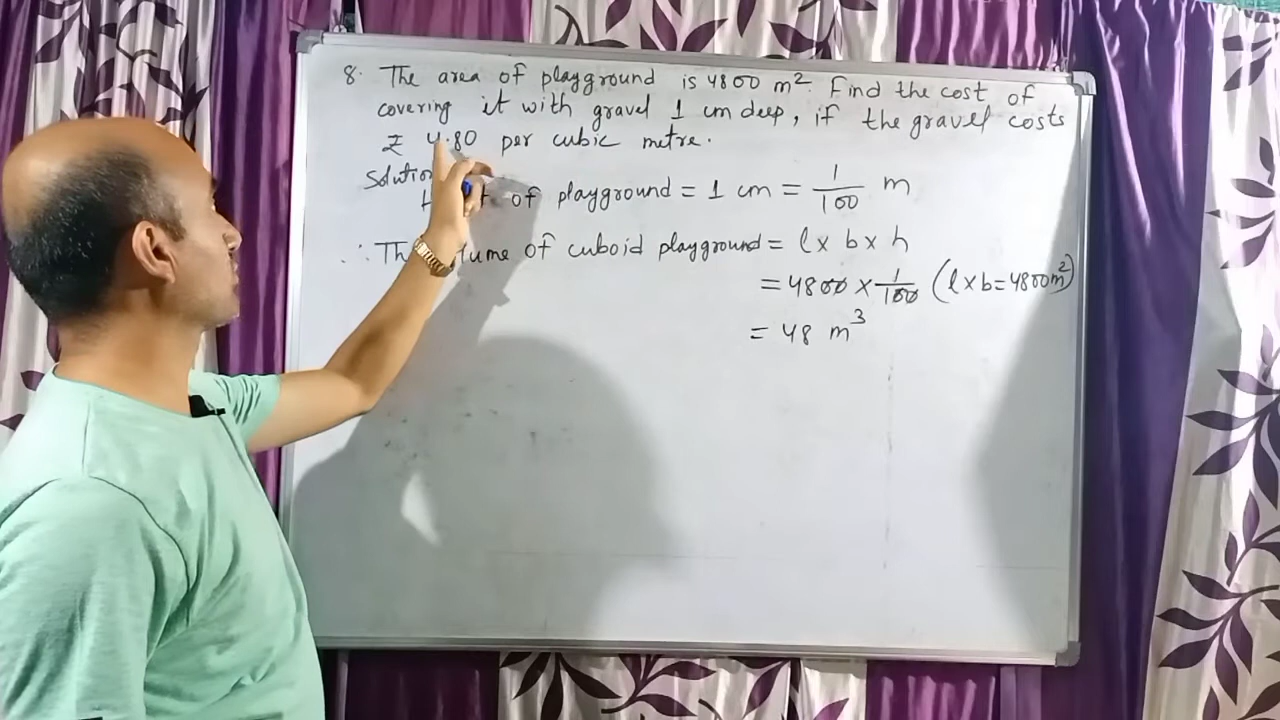 8. The area of playground is 4800 m². Find the cost of
covering it with gravel 1 cm deep, if the gravel costs
₹ 4.80 per cubic metre.
Solution
of playground = 1 cm = 1/100 m
∴ The volume of cuboid playground = l × b × h
= 4800 × 1/100 (l × b = 4800 m²)
= 48 m³